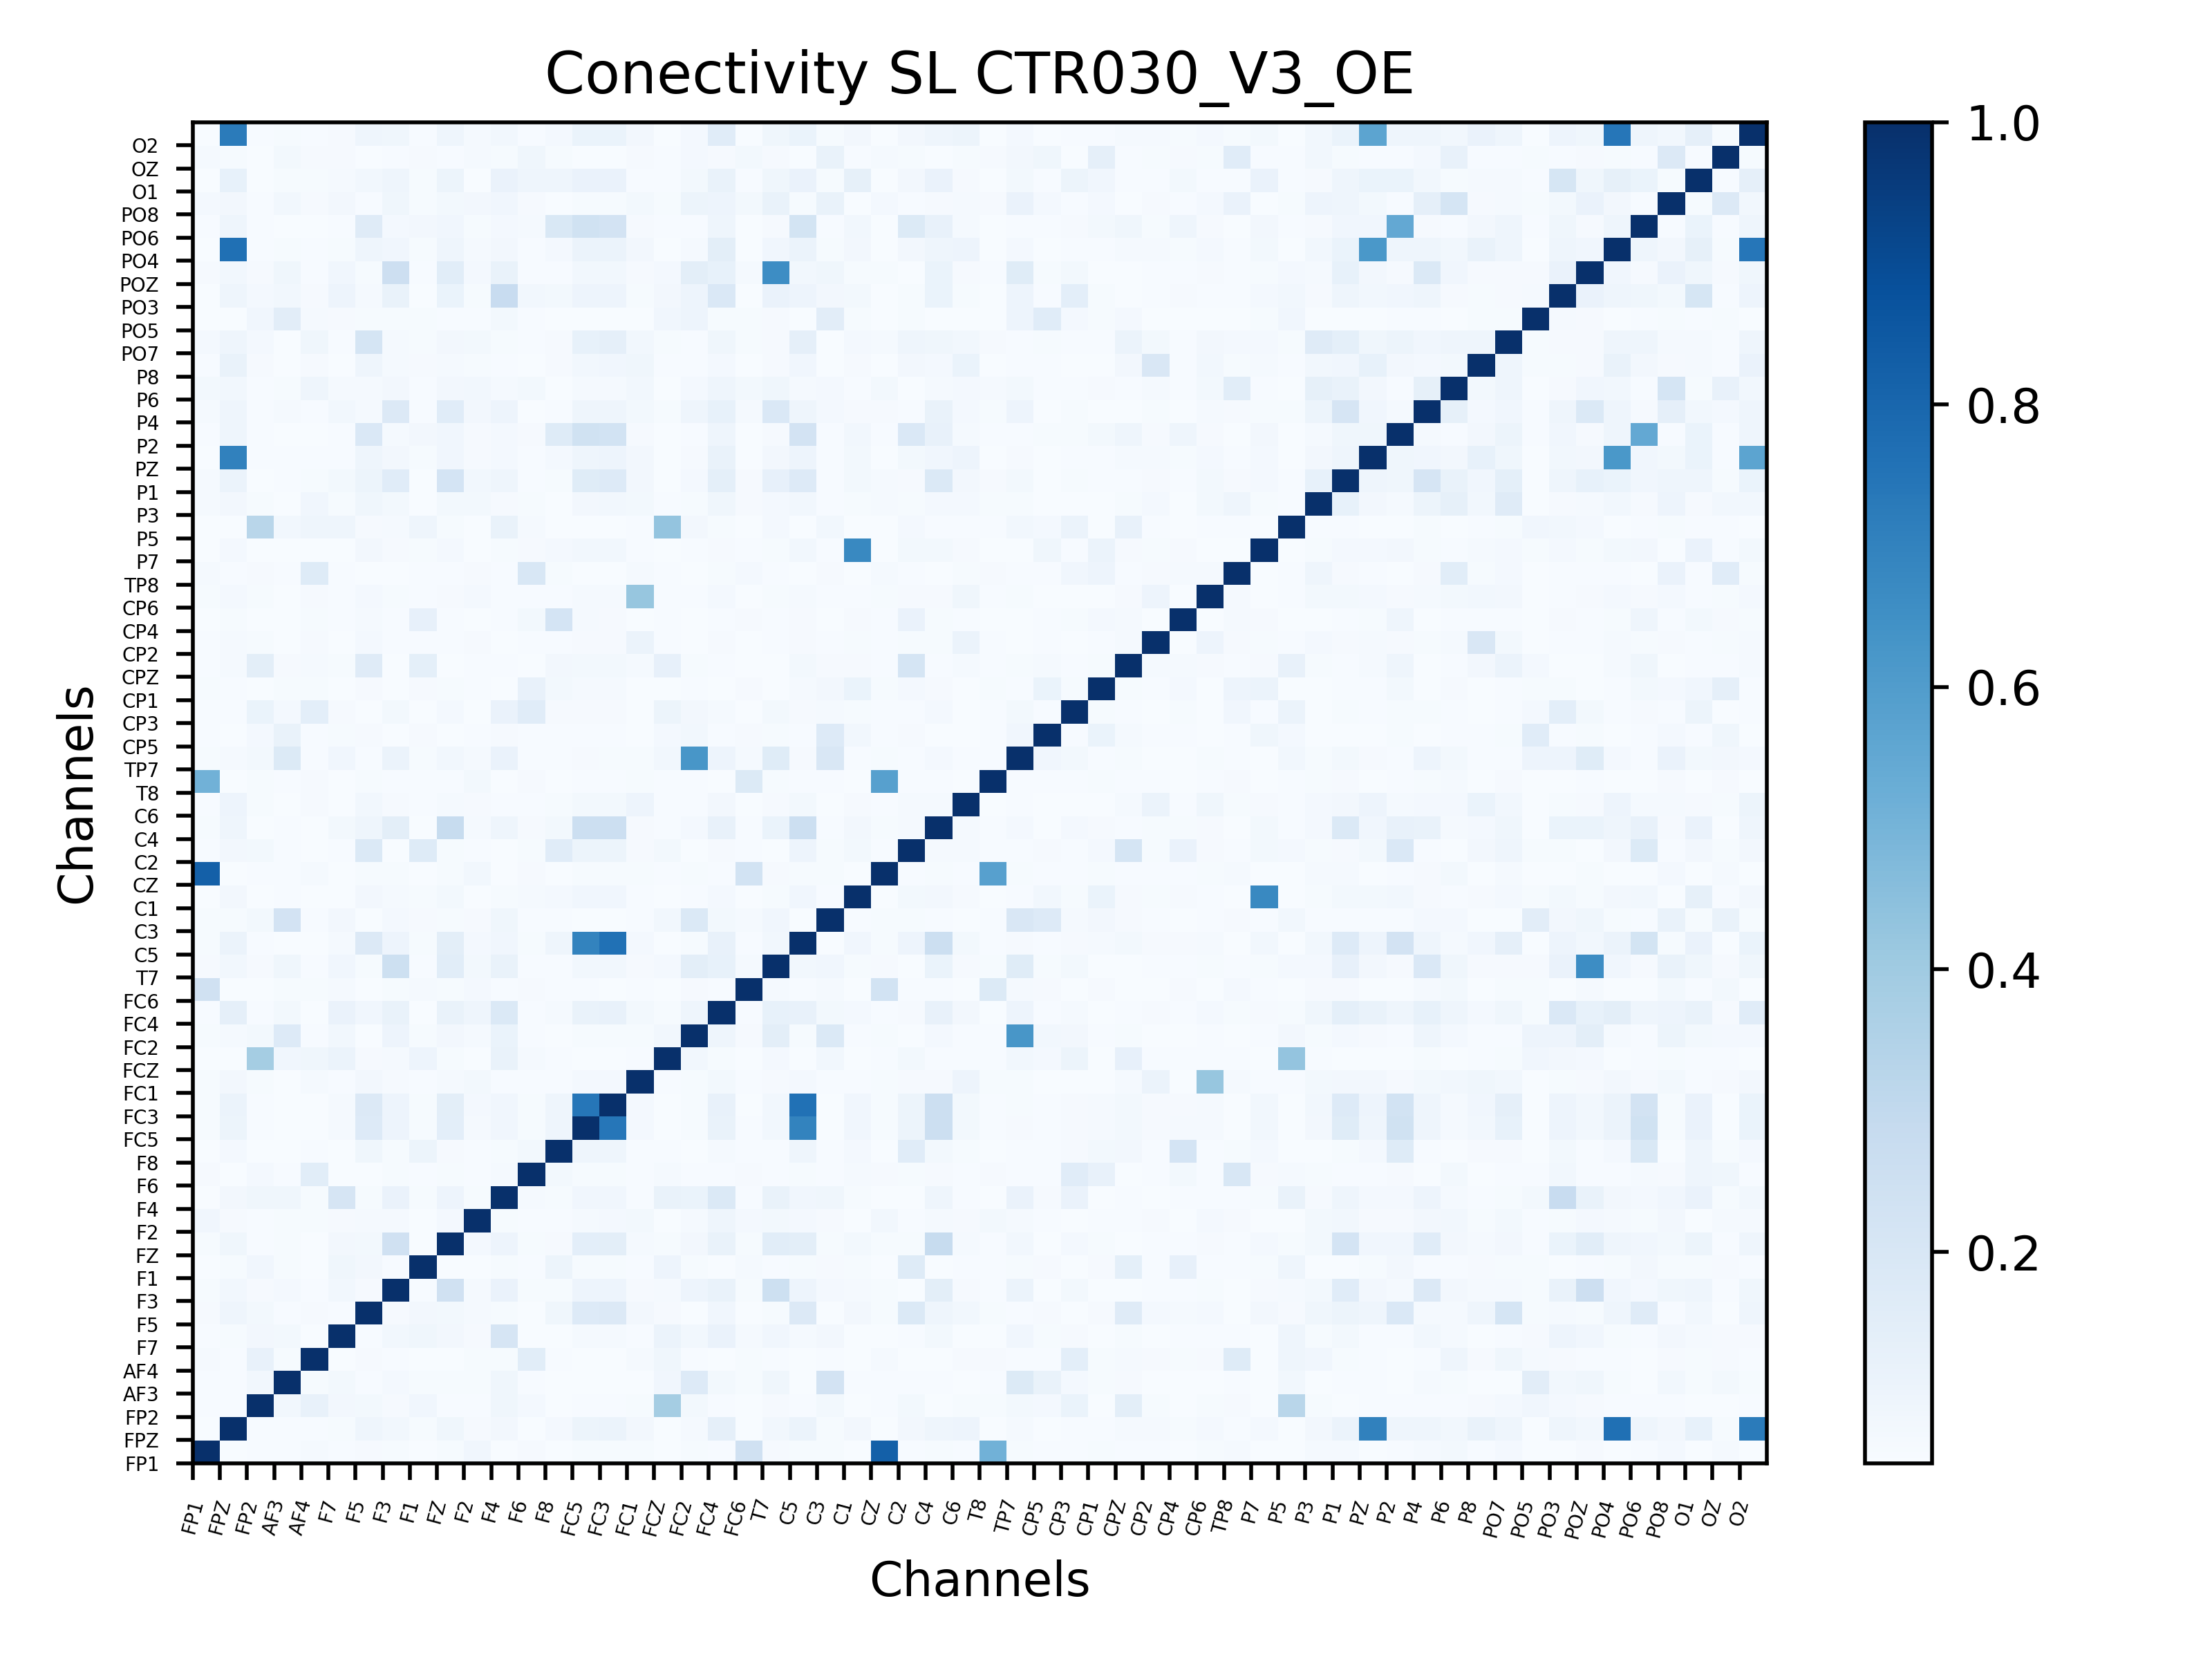 Conectivity SL CTR030_V3_OE
O2
OZ
O1
PO8
PO6
PO4
POZ
PO3
PO5
PO7
P8
P6
P4
P2
PZ
P1
P3
P5
P7
TP8
CP6
CP4
CP2
CPZ
CP1
CP3
CP5
TP7
T8
C6
C4
C2
CZ
C1
C3
C5
T7
FC6
FC4
FC2
FCZ
FC1
FC3
FC5
F8
F6
F4
F2
FZ
F1
F3
F5
F7
AF4
AF3
FP2
FPZ
FP1
Channels
FP1 FPZ FP2 AF3 AF4 F7 F5 F3 F1 FZ F2 F4 F6 F8 FC5 FC3 FC1 FCZ FC2 FC4 FC6 T7 C5 C3 C1 CZ C2 C4 C6 T8 TP7 CP5 CP3 CP1 CPZ CP2 CP4 CP6 TP8 P7 P5 P3 P1 PZ P2 P4 P6 P8 PO7 PO5 PO3 POZ PO4 PO6 PO8 O1 OZ O2
Channels
1.0
0.8
0.6
0.4
0.2